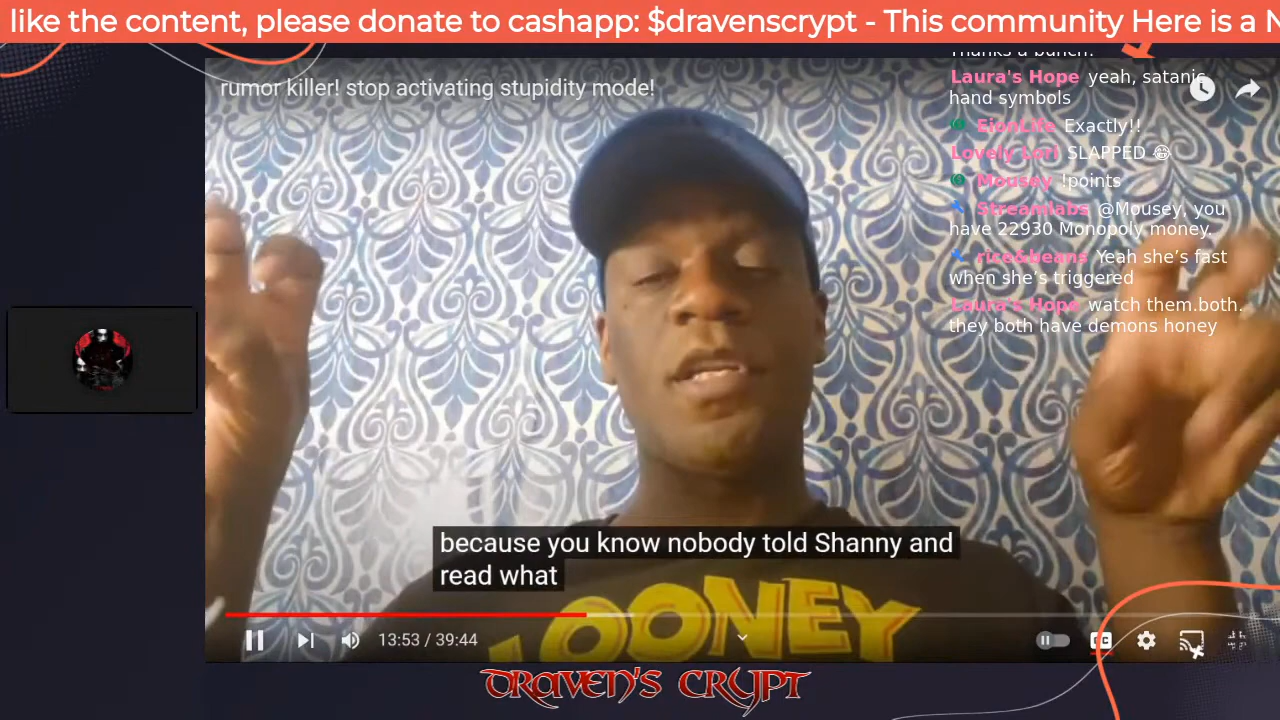 like the content, please donate to cashapp: $dravenscrypt - This community Here is a N
rumor killer! stop activating stupidity mode!
Thanks a bunch!
Laura's Hope yeah, satanic
hand symbols
EionLife Exactly!!
Lovely Lori SLAPPED 😂
Mousey !points
Streamlabs @Mousey, you
have 22930 Monopoly money.
rice&beans Yeah she’s fast
when she’s triggered
Laura's Hope watch them.both.
they both have demons honey
because you know nobody told Shanny and
read what
LOONEY
13:53 / 39:44
CC
DRAVEN'S CRYPT